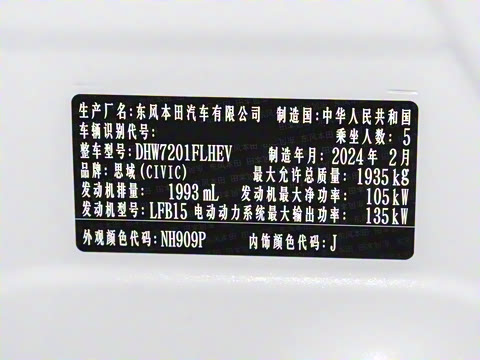 生产厂名:东风本田汽车有限公司 制造国:中华人民共和国
车辆识别代号: 乘坐人数: 5
整车型号:DHW7201FLHEV 制造年月:2024年 2月
品牌:思域(CIVIC) 最大允许总质量:1935kg
发动机排量: 1993mL 发动机最大净功率:105kW
发动机型号:LFB15 电动动力系统最大输出功率:135kW
外观颜色代码:NH909P 内饰颜色代码:J